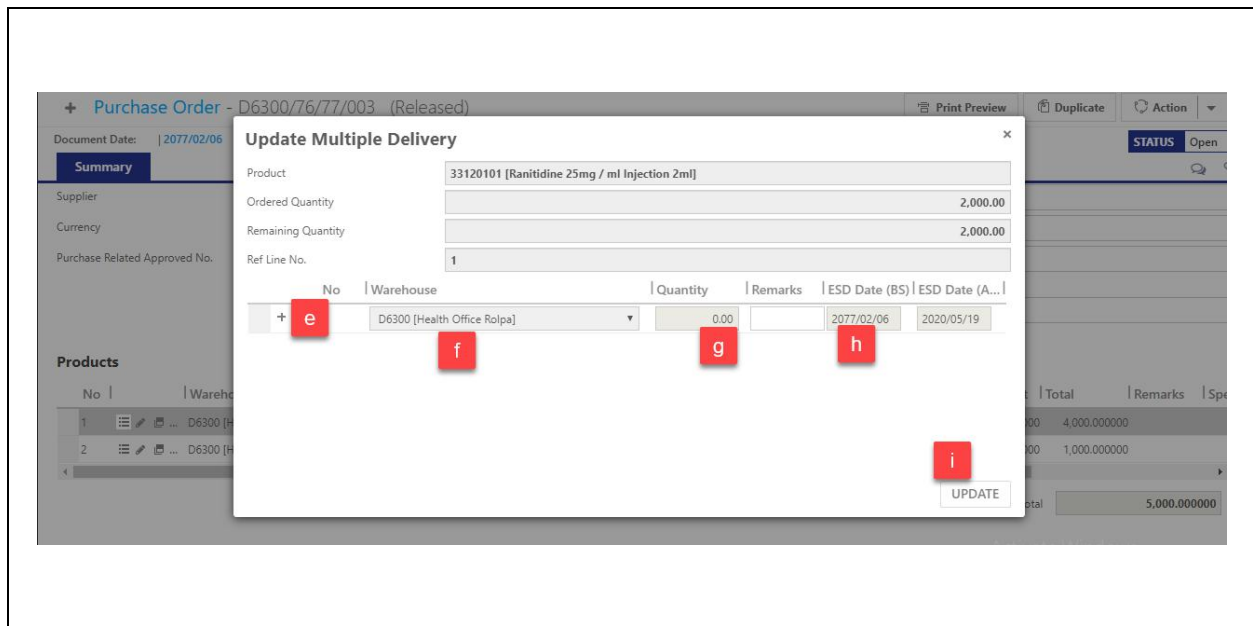 + Purchase Order - D6300/76/77/003 (Released) Print Preview Duplicate Action
Document Date: 2077/02/06 STATUS Open
Update Multiple Delivery ×
Summary
Product 33120101 [Ranitidine 25mg / ml Injection 2ml]
Supplier
Ordered Quantity 2,000.00
Currency
Remaining Quantity 2,000.00
Purchase Related Approved No.
Ref Line No. 1
No Warehouse Quantity Remarks ESD Date (BS) ESD Date (A...
+ e D6300 [Health Office Rolpa] 0.00 2077/02/06 2020/05/19
f g h
Products
No Wareho Total Remarks Spe
1 ... D6300 [H 000 4,000.000000
2 ... D6300 [H 000 1,000.000000
i
UPDATE
otal 5,000.000000